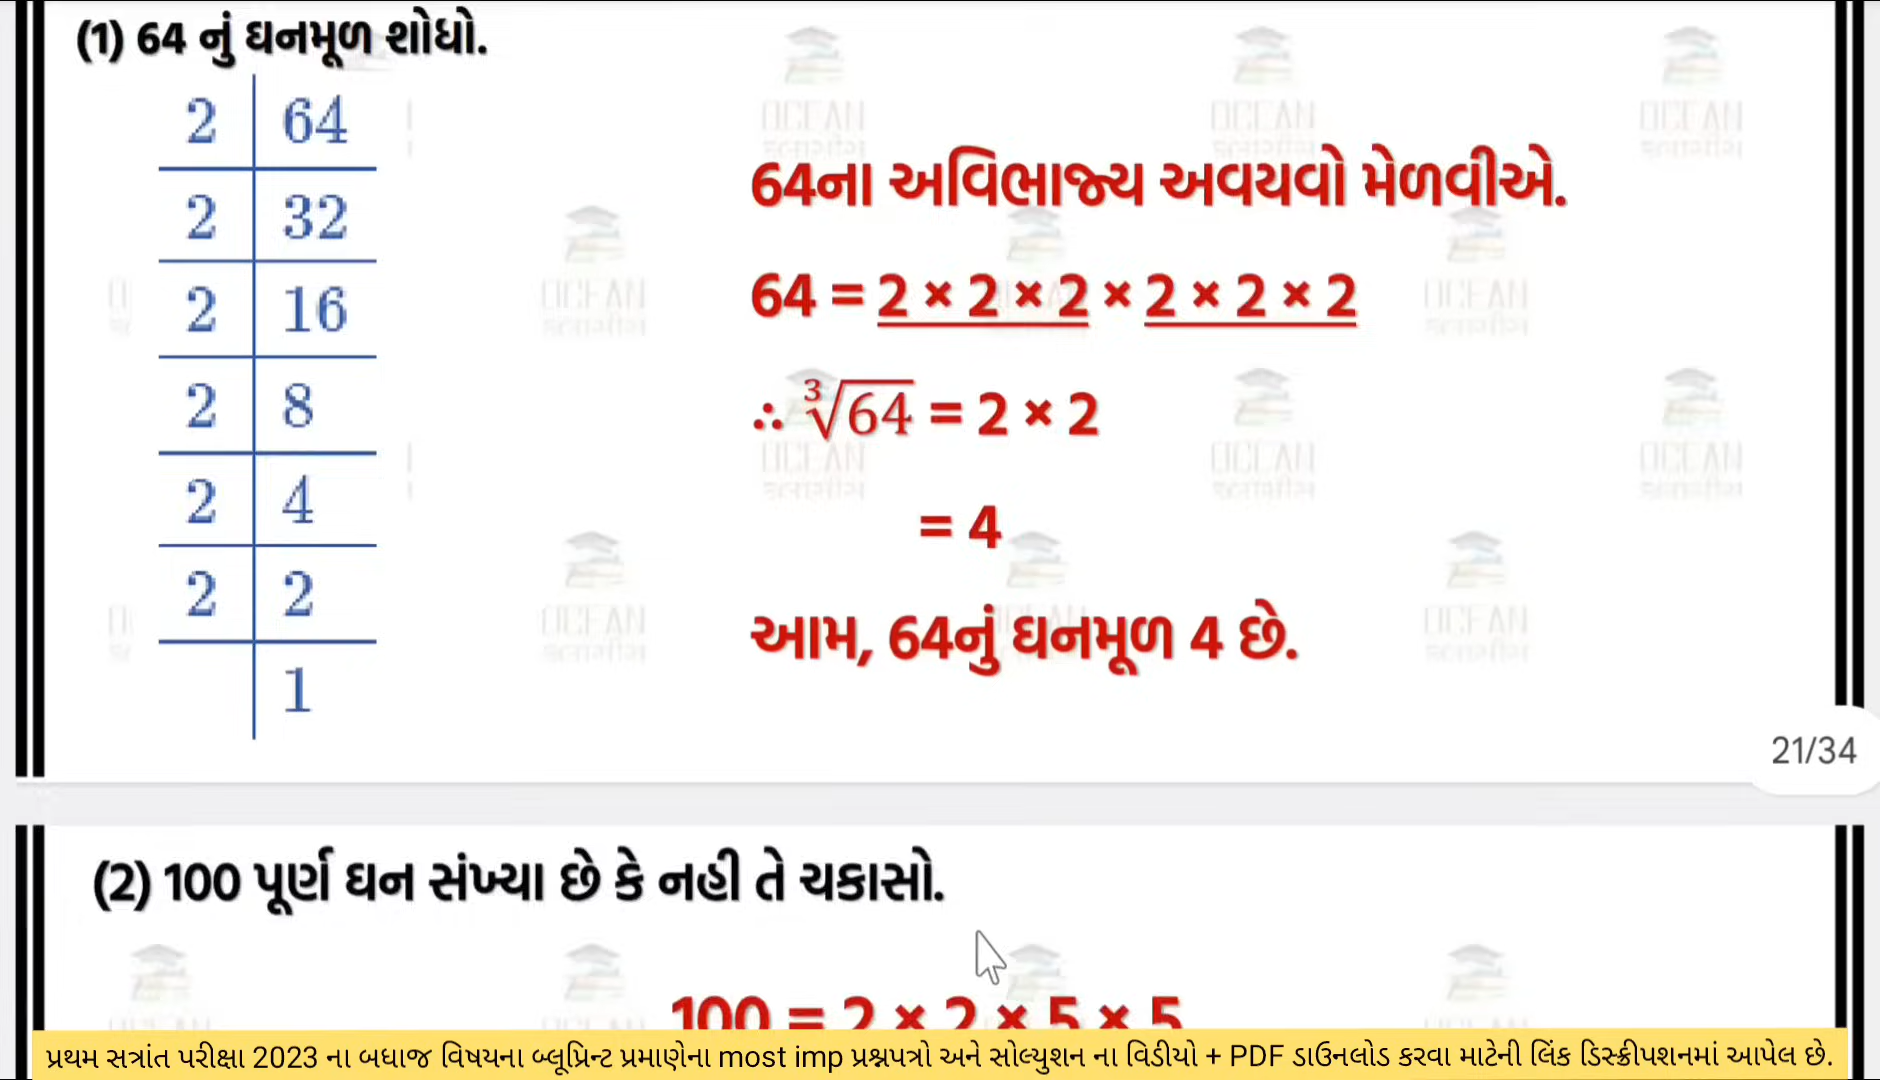 (1) 64 નું ઘનમૂળ શોધો.
2 64
2 32
2 16
2 8
2 4
2 2
1
64ના અવિભાજ્ય અવયવો મેળવીએ.
64 = 2 × 2 × 2 × 2 × 2 × 2
∴ ∛64 = 2 × 2
= 4
આમ, 64નું ઘનમૂળ 4 છે.
21/34
(2) 100 પૂર્ણ ઘન સંખ્યા છે કે નહી તે ચકાસો.
100 = 2 × 2 × 5 × 5
પ્રથમ સત્રાંત પરીક્ષા 2023 ના બધાજ વિષયના બ્લૂપ્રિન્ટ પ્રમાણેના most imp પ્રશ્નપત્રો અને સોલ્યુશન ના વિડીયો + PDF ડાઉનલોડ કરવા માટેની લિંક ડિસ્ક્રીપશનમાં આપેલ છે.